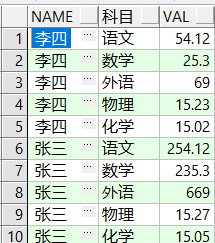 NAME 科目 VAL
1 李四 ... 语文 54.12
2 李四 ... 数学 25.3
3 李四 ... 外语 69
4 李四 ... 物理 15.23
5 李四 ... 化学 15.02
6 张三 ... 语文 254.12
7 张三 ... 数学 235.3
8 张三 ... 外语 669
9 张三 ... 物理 15.27
10 张三 ... 化学 15.05